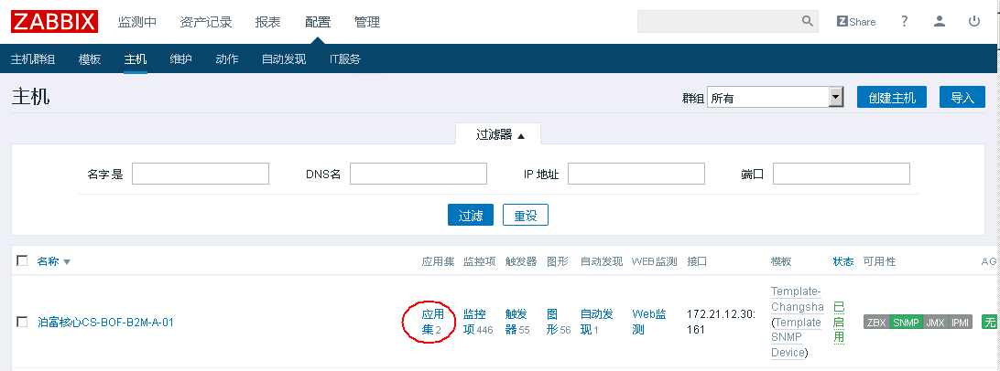 ZABBIX 监测中 资产记录 报表 配置 管理 Z Share ?
主机群组 模板 主机 维护 动作 自动发现 IT服务
主机 群组 所有 创建主机 导入
过滤器 ▲
名字 是 DNS名 IP 地址 端口
过滤 重设
名称 ▼ 应用集 监控项 触发器 图形 自动发现 WEB监测 接口 模板 状态 可用性 AG
泊富核心CS-BOF-B2M-A-01
应用
集 2
监控
项 446
触发
器 55
图
形 56
自动发
现 1
Web监
测
172.21.12.30:
161
Template-
Changsha
(Template
SNMP
Device)
已
启
用
ZBX SNMP JMX IPMI
无